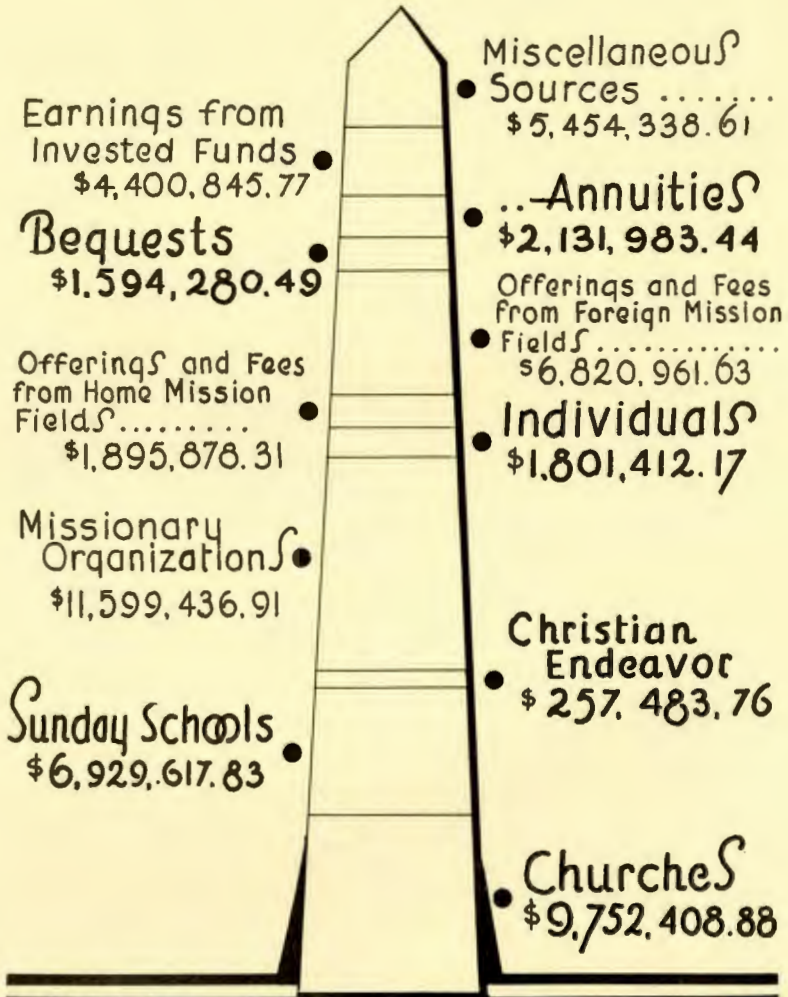 Miscellaneous
Sources .......
$5,454,338.61
Earnings from
Invested Funds
$4,400,845.77
..Annuities
$2,131,983.44
Bequests
$1.594,280.49
Offerings and Fees
from Foreign Mission
Fields.............
$6,820,961.63
Offerings and Fees
from Home Mission
Fields.........
$1,895,878.31
Individuals
$1,801,412.17
Missionary
Organizations
$11,599,436.91
Christian
Endeavor
$257,483,76
Sunday Schools
$6,929,.617.83
Churches
$9,752,408.88